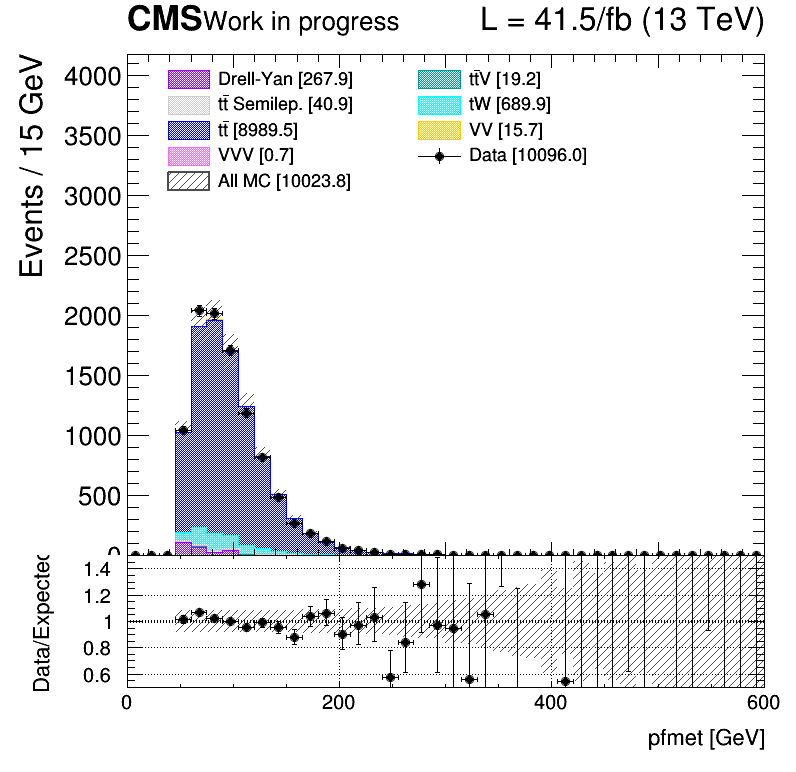 CMS Work in progress L = 41.5/fb (13 TeV)
Events / 15 GeV
4000
3500
3000
2500
2000
1500
1000
500
0
Drell-Yan [267.9]
tt̄ Semilep. [40.9]
tt̄ [8989.5]
VVV [0.7]
All MC [10023.8]
tt̄V [19.2]
tW [689.9]
VV [15.7]
Data [10096.0]
Data/Expected
1.4
1.2
1
0.8
0.6
0 200 400 600
pfmet [GeV]